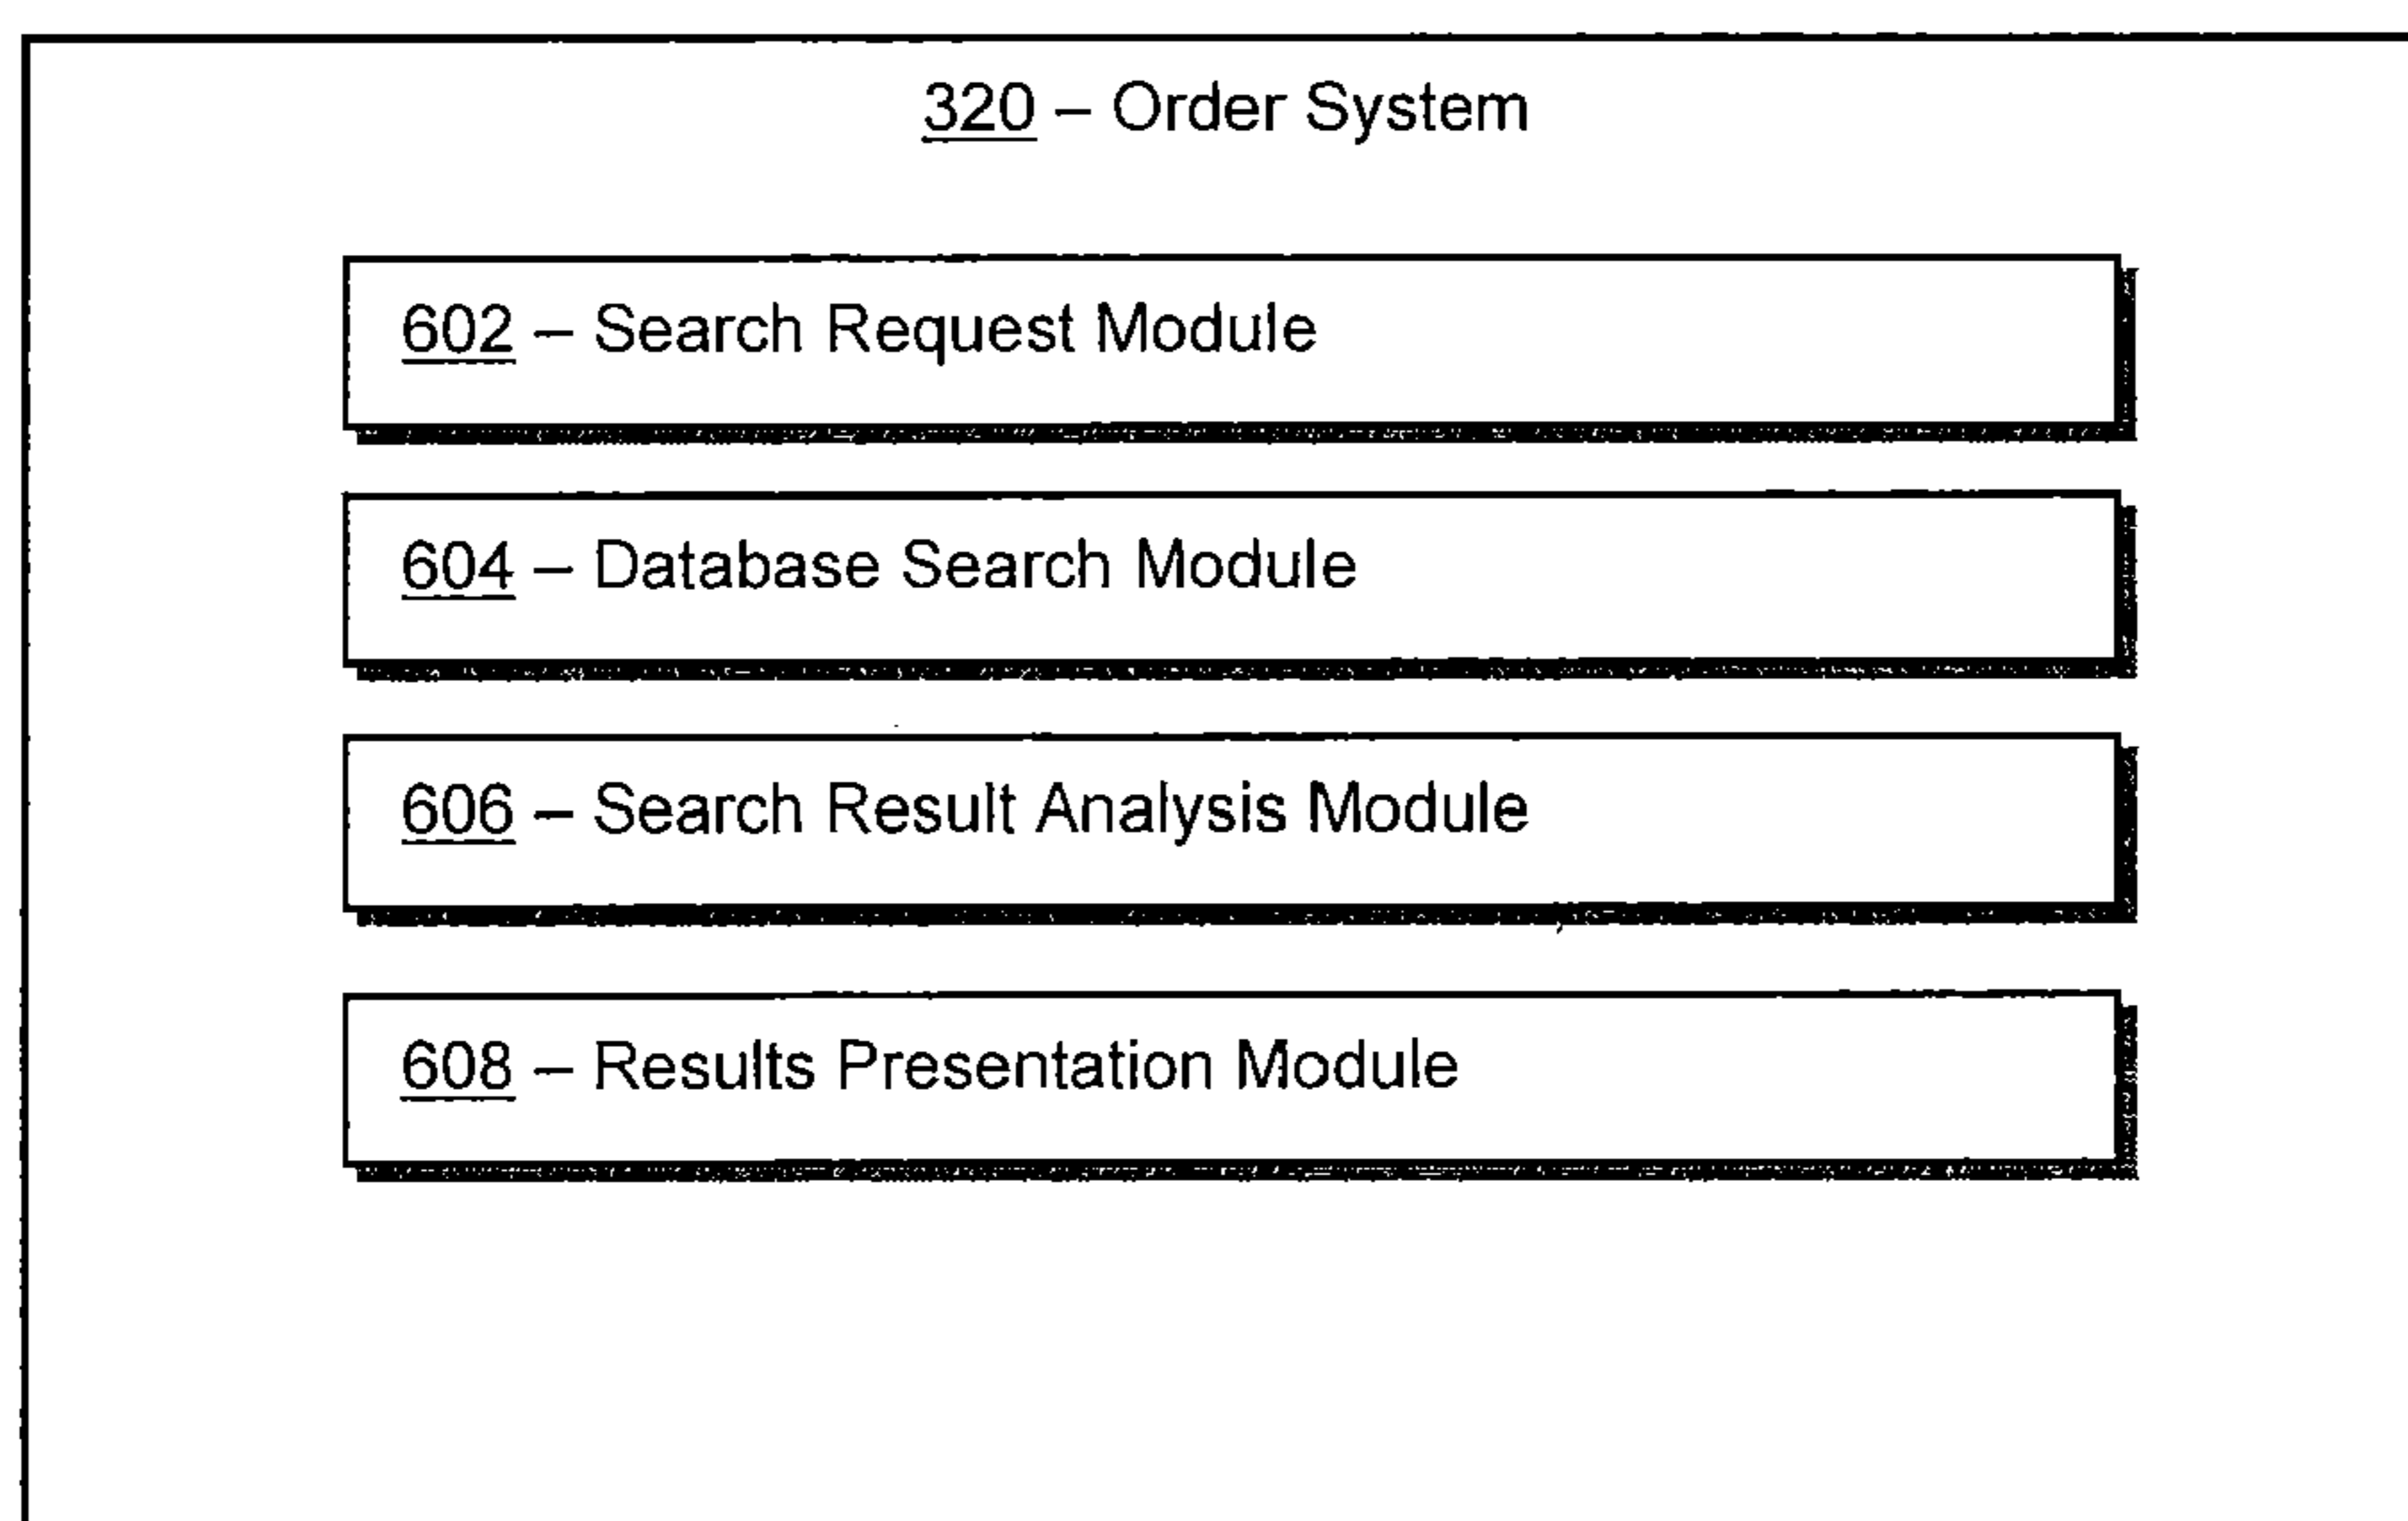 320 – Order System
602 – Search Request Module
604 – Database Search Module
606 – Search Result Analysis Module
608 – Results Presentation Module